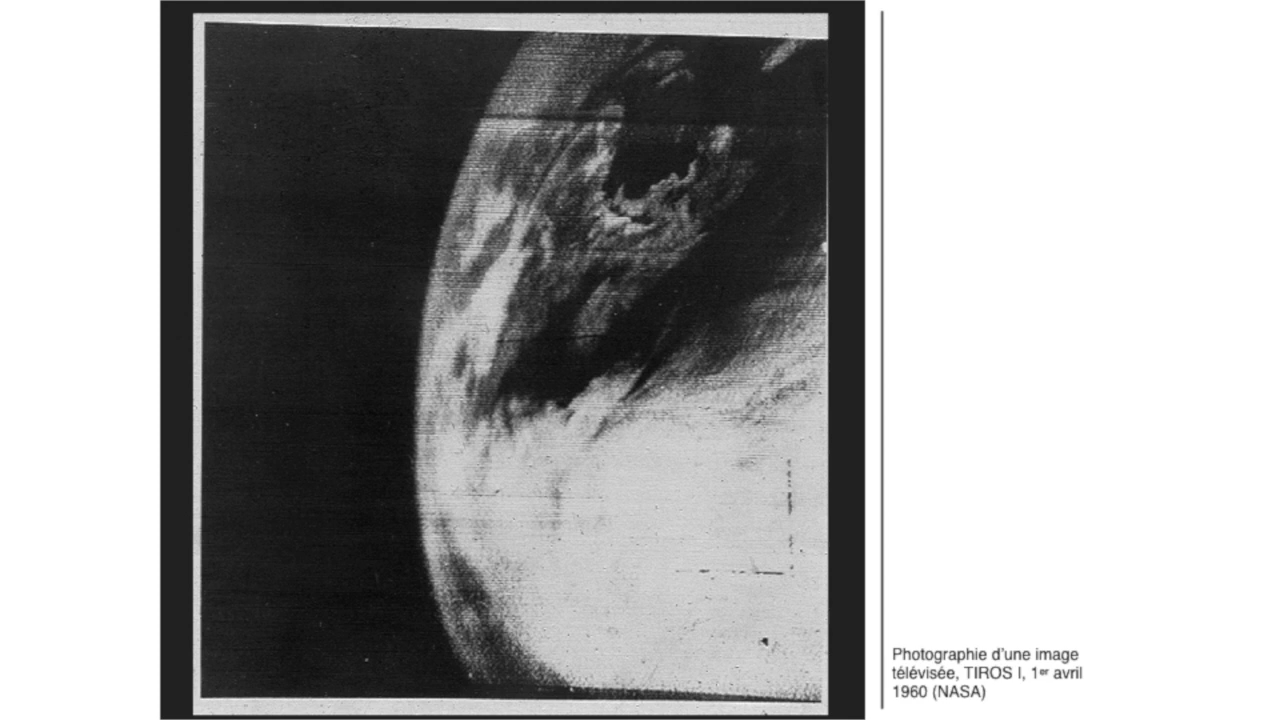 Photographie d’une image
télévisée, TIROS I, 1er avril
1960 (NASA)